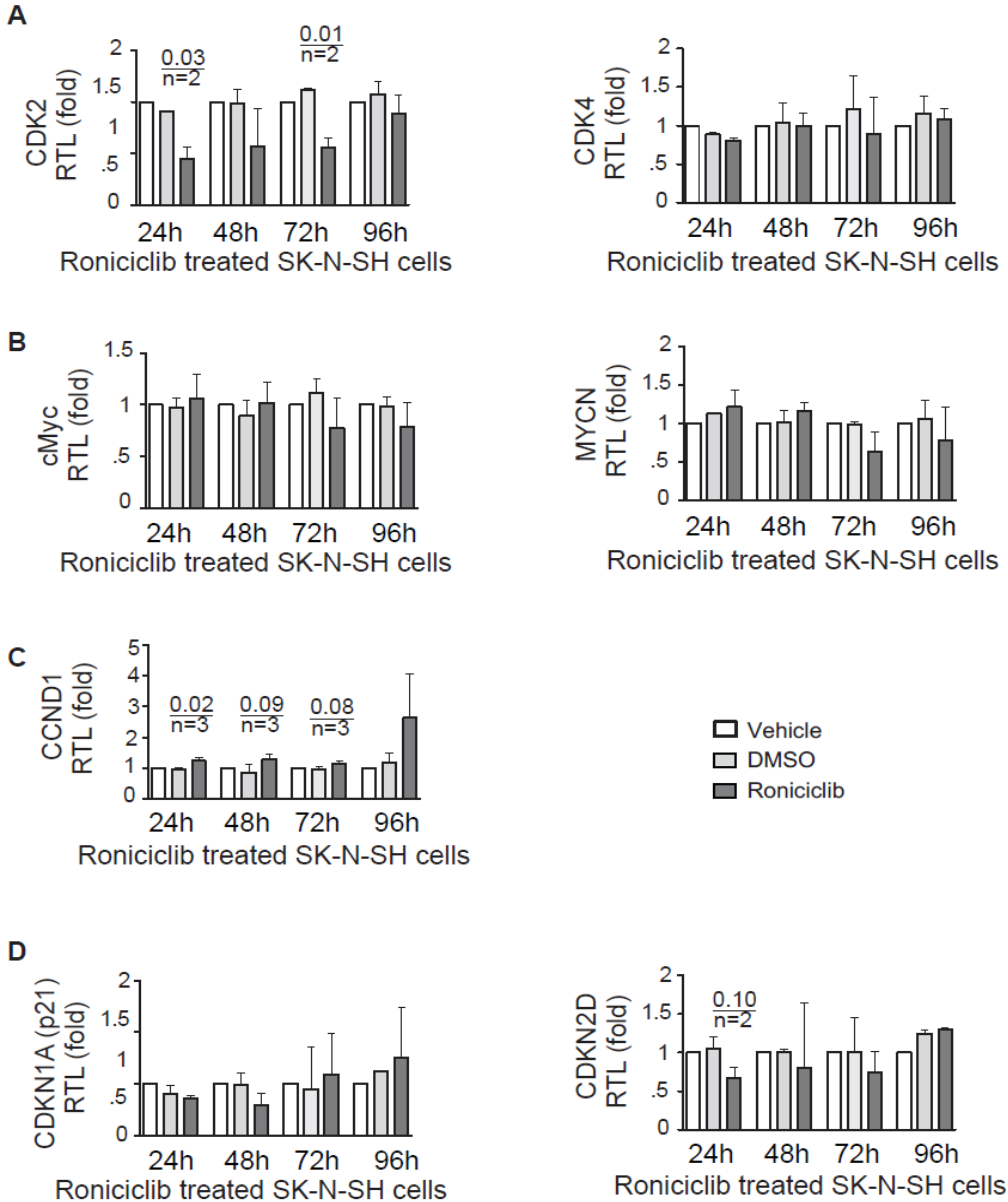 A
CDK2
RTL (fold)
2
1.5
1
.5
0
0.03
n=2
0.01
n=2
24h 48h 72h 96h
Roniciclib treated SK-N-SH cells
CDK4
RTL (fold)
2
1.5
1
.5
0
24h 48h 72h 96h
Roniciclib treated SK-N-SH cells
B
cMyc
RTL (fold)
1.5
1
.5
0
24h 48h 72h 96h
Roniciclib treated SK-N-SH cells
MYCN
RTL (fold)
2
1.5
1
.5
0
24h 48h 72h 96h
Roniciclib treated SK-N-SH cells
C
CCND1
RTL (fold)
5
4
3
2
1
0
0.02
n=3
0.09
n=3
0.08
n=3
24h 48h 72h 96h
Roniciclib treated SK-N-SH cells
Vehicle
DMSO
Roniciclib
D
CDKN1A (p21)
RTL (fold)
2
1
.5
0
24h 48h 72h 96h
Roniciclib treated SK-N-SH cells
CDKN2D
RTL (fold)
2
1.5
1
.5
0
0.10
n=2
24h 48h 72h 96h
Roniciclib treated SK-N-SH cells